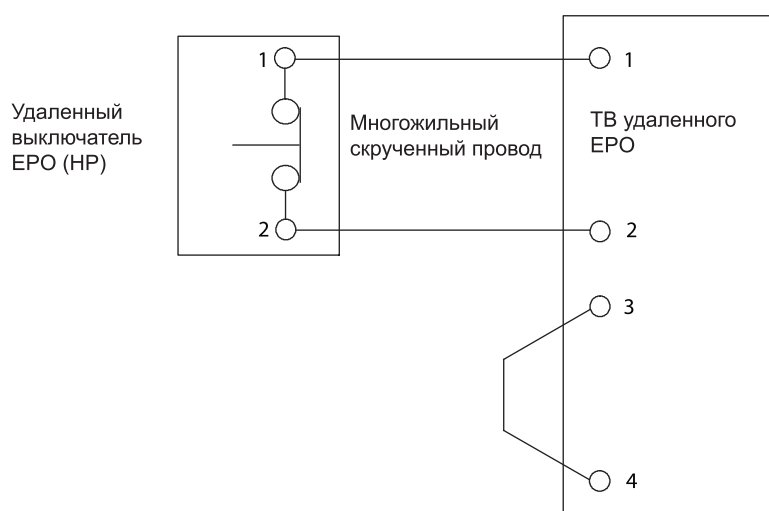 1
1
Удаленный
выключатель
EPO (НР)
Многожильный
скрученный провод
ТВ удаленного
EPO
2
2
3
4